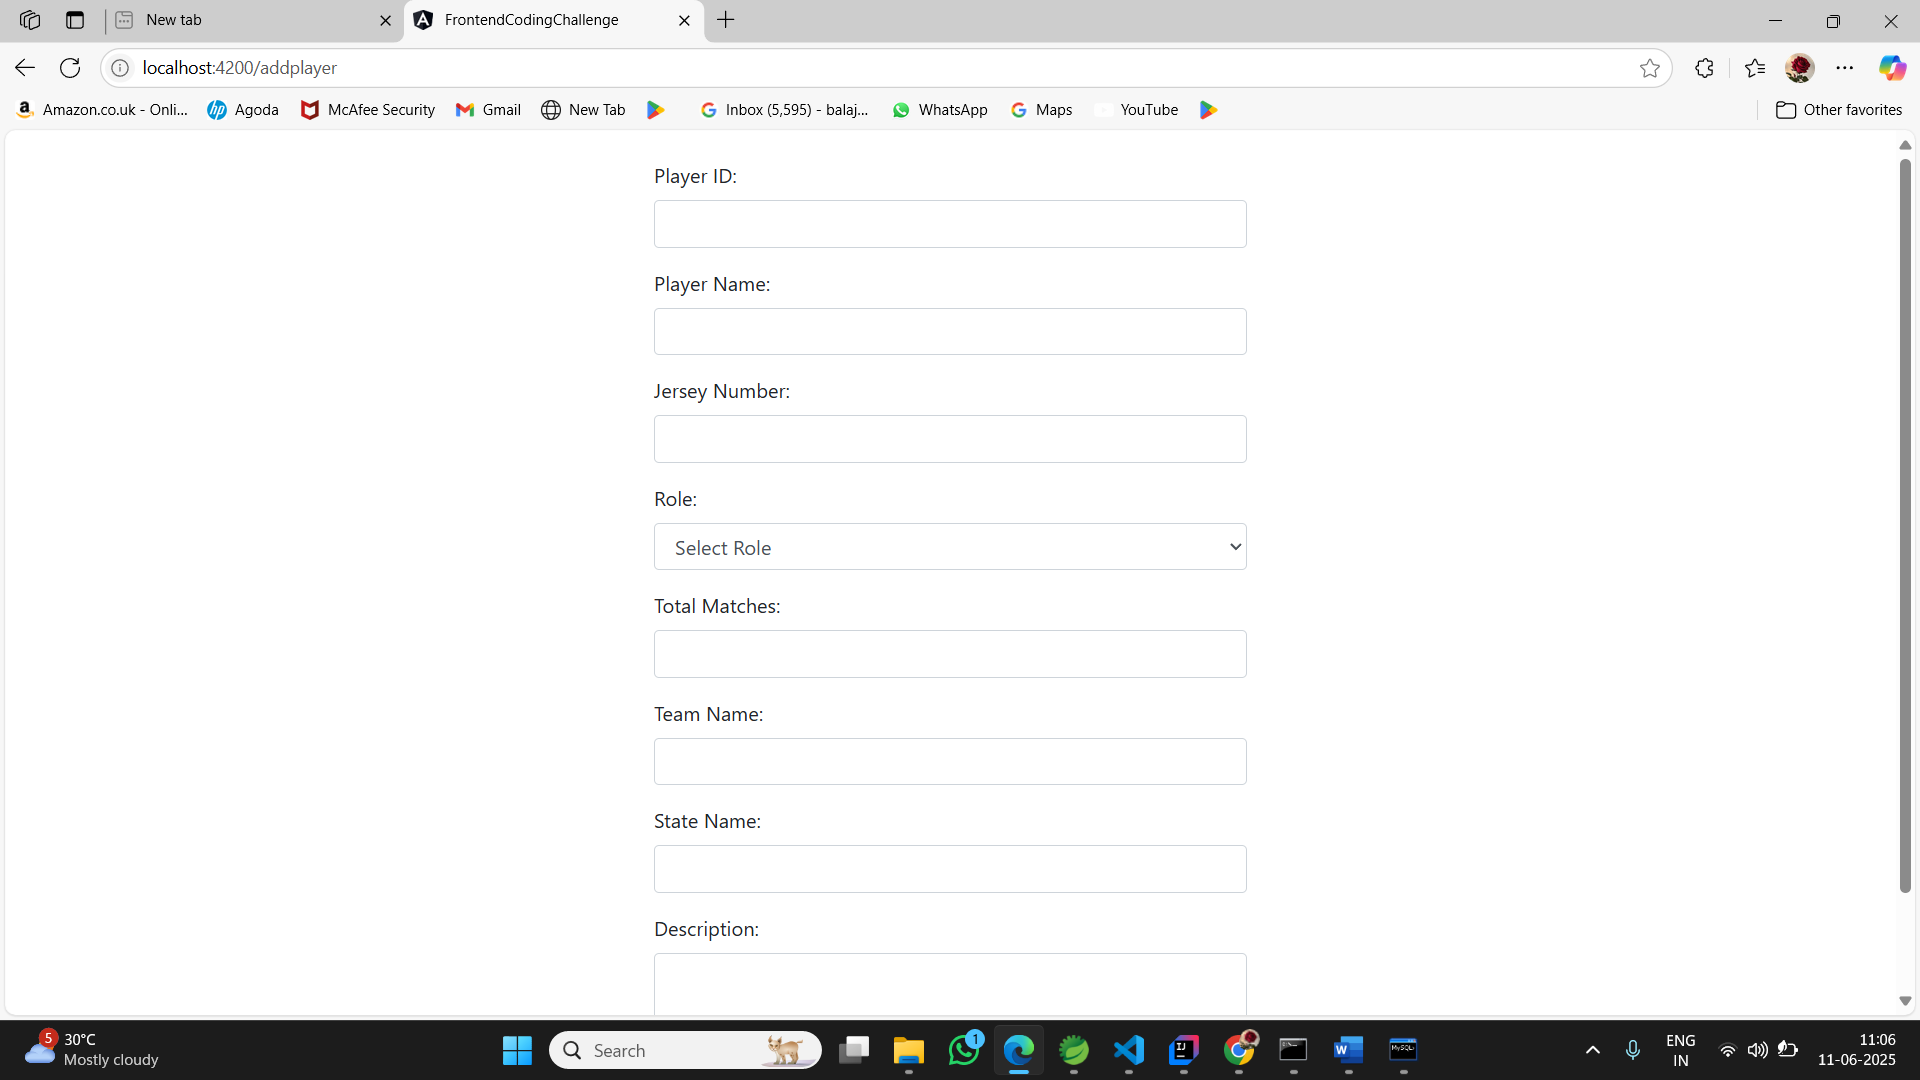 New tab
FrontendCodingChallenge
localhost:4200/addplayer
Amazon.co.uk - Onli...
Agoda
McAfee Security
Gmail
New Tab
Inbox (5,595) - balaj...
WhatsApp
Maps
YouTube
Other favorites
Player ID:
Player Name:
Jersey Number:
Role:
Select Role
Total Matches:
Team Name:
State Name:
Description:
5
30°C
Mostly cloudy
Search
1
IJ
W
MySQL
ENG
IN
11:06
11-06-2025